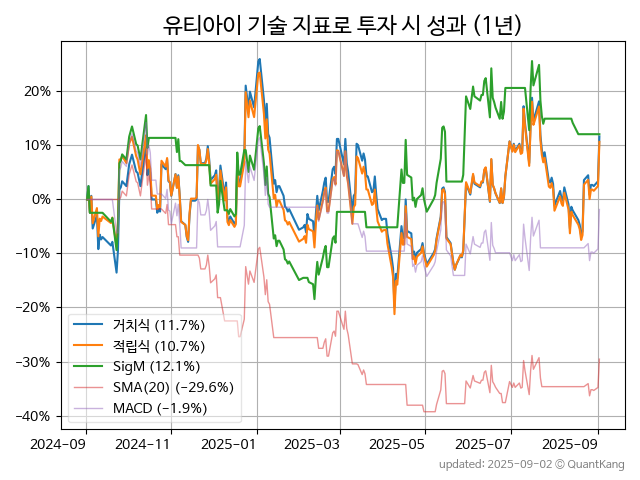 유티아이 기술 지표로 투자 시 성과 (1년)
20%
10%
0%
−10%
−20%
−30%
−40%
거치식 (11.7%)
적립식 (10.7%)
SigM (12.1%)
SMA(20) (−29.6%)
MACD (−1.9%)
2024-09 2024-11 2025-01 2025-03 2025-05 2025-07 2025-09
updated: 2025-09-02 © QuantKang